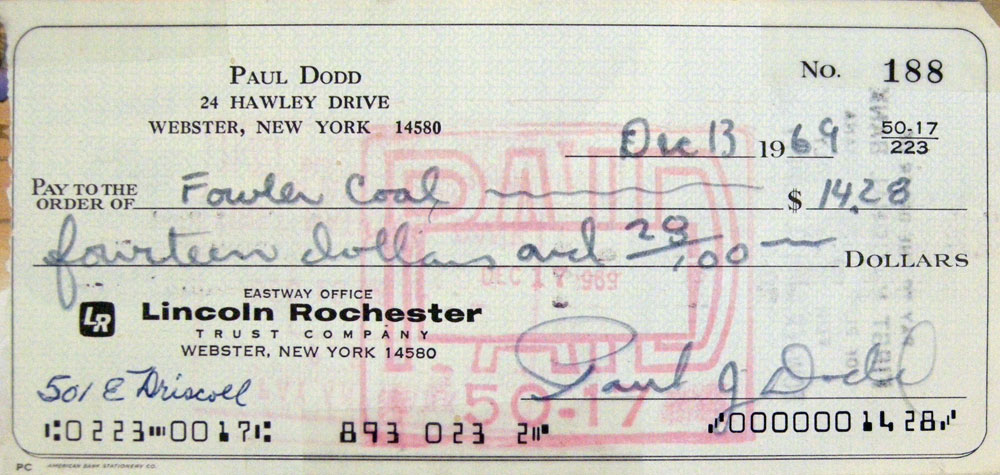 PAUL DODD
24 HAWLEY DRIVE
WEBSTER, NEW YORK 14580
No. 188
50-17
223
Dec 13 1969
PAY TO THE
ORDER OF Fowler Coal $ 14.28
fourteen dollars and 28/100 DOLLARS
PAID
DEC 17 1969
50-17
EASTWAY OFFICE
LR Lincoln Rochester
TRUST COMPANY
WEBSTER, NEW YORK 14580
Paul J Dodd
501 E Driscoll
⑆0223⑉0017⑆ 893 023 2⑈ ⑇0000001428⑇
PC AMERICAN BANK STATIONERY CO.